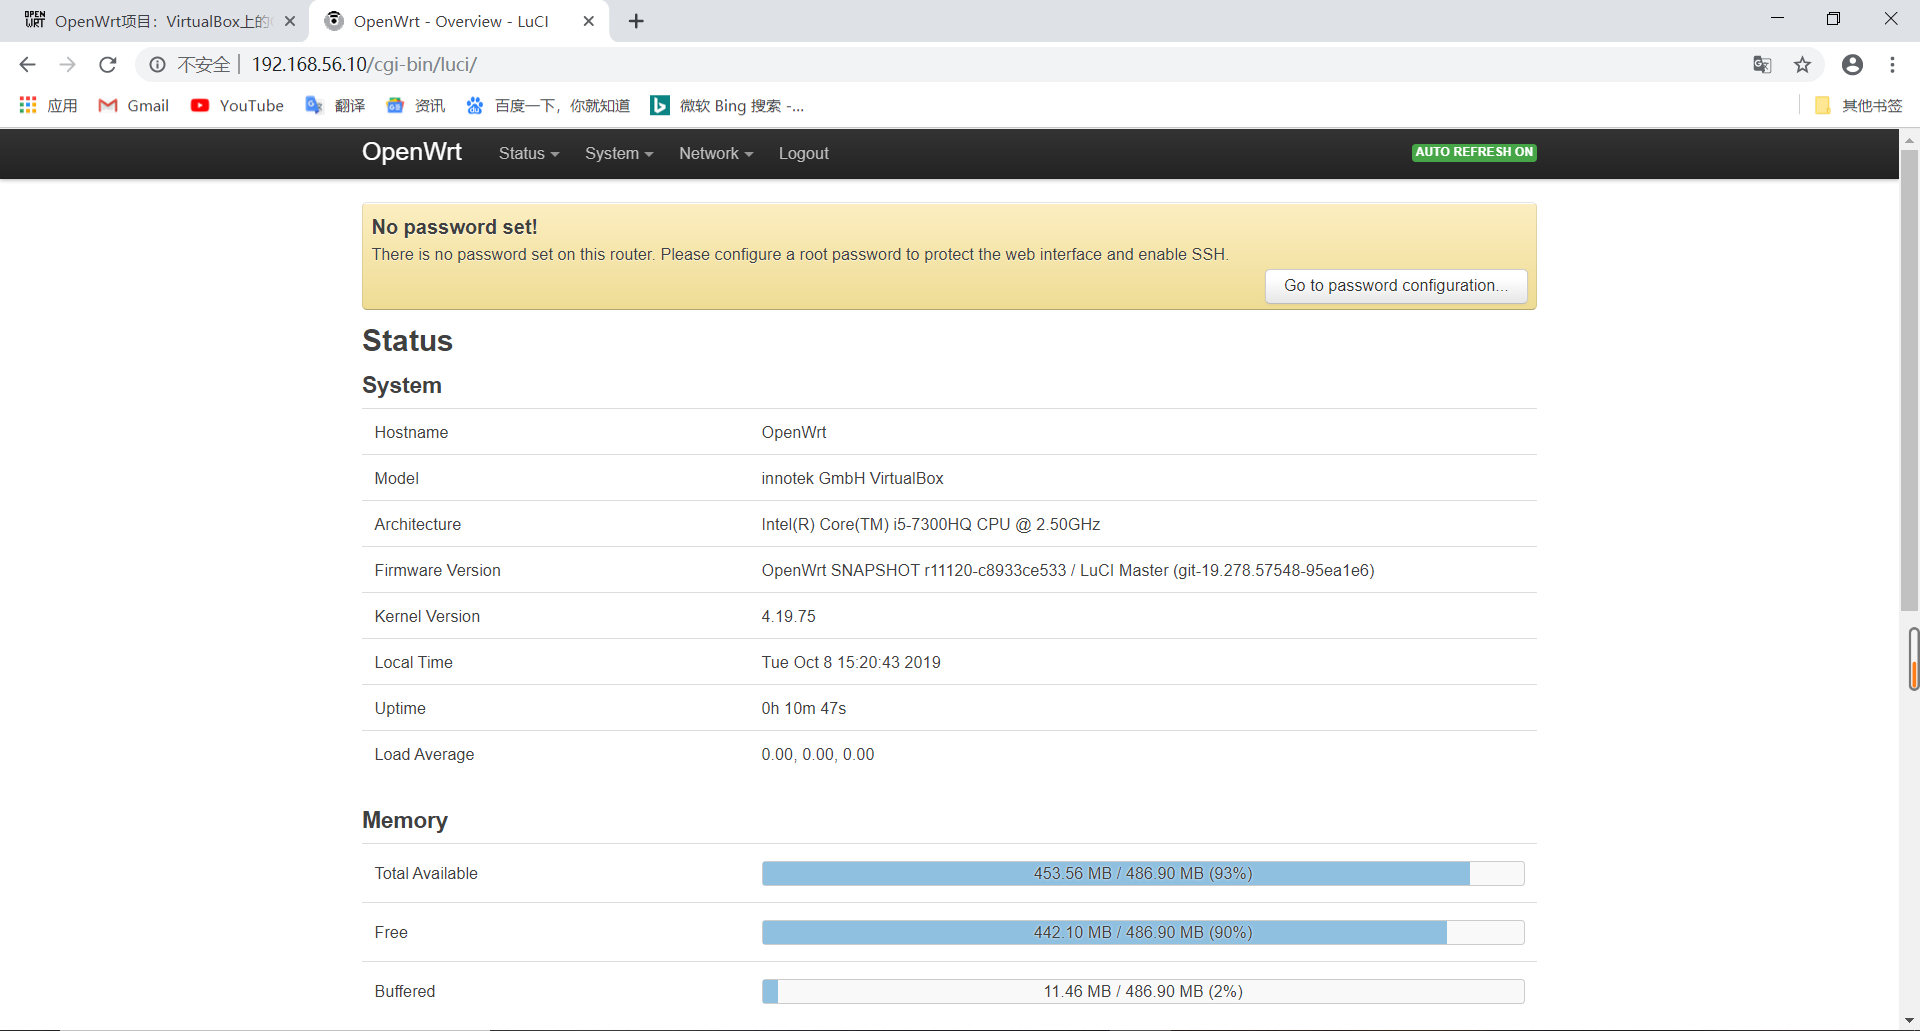 OPEN WRT OpenWrt项目：VirtualBox上的 OpenWrt - Overview - LuCI
不安全 192.168.56.10/cgi-bin/luci/
应用 Gmail YouTube 翻译 资讯 百度一下，你就知道 微软 Bing 搜索 -... 其他书签
OpenWrt Status System Network Logout AUTO REFRESH ON
No password set!
There is no password set on this router. Please configure a root password to protect the web interface and enable SSH.
Go to password configuration...
Status
System
Hostname OpenWrt
Model innotek GmbH VirtualBox
Architecture Intel(R) Core(TM) i5-7300HQ CPU @ 2.50GHz
Firmware Version OpenWrt SNAPSHOT r11120-c8933ce533 / LuCI Master (git-19.278.57548-95ea1e6)
Kernel Version 4.19.75
Local Time Tue Oct 8 15:20:43 2019
Uptime 0h 10m 47s
Load Average 0.00, 0.00, 0.00
Memory
Total Available 453.56 MB / 486.90 MB (93%)
Free 442.10 MB / 486.90 MB (90%)
Buffered 11.46 MB / 486.90 MB (2%)